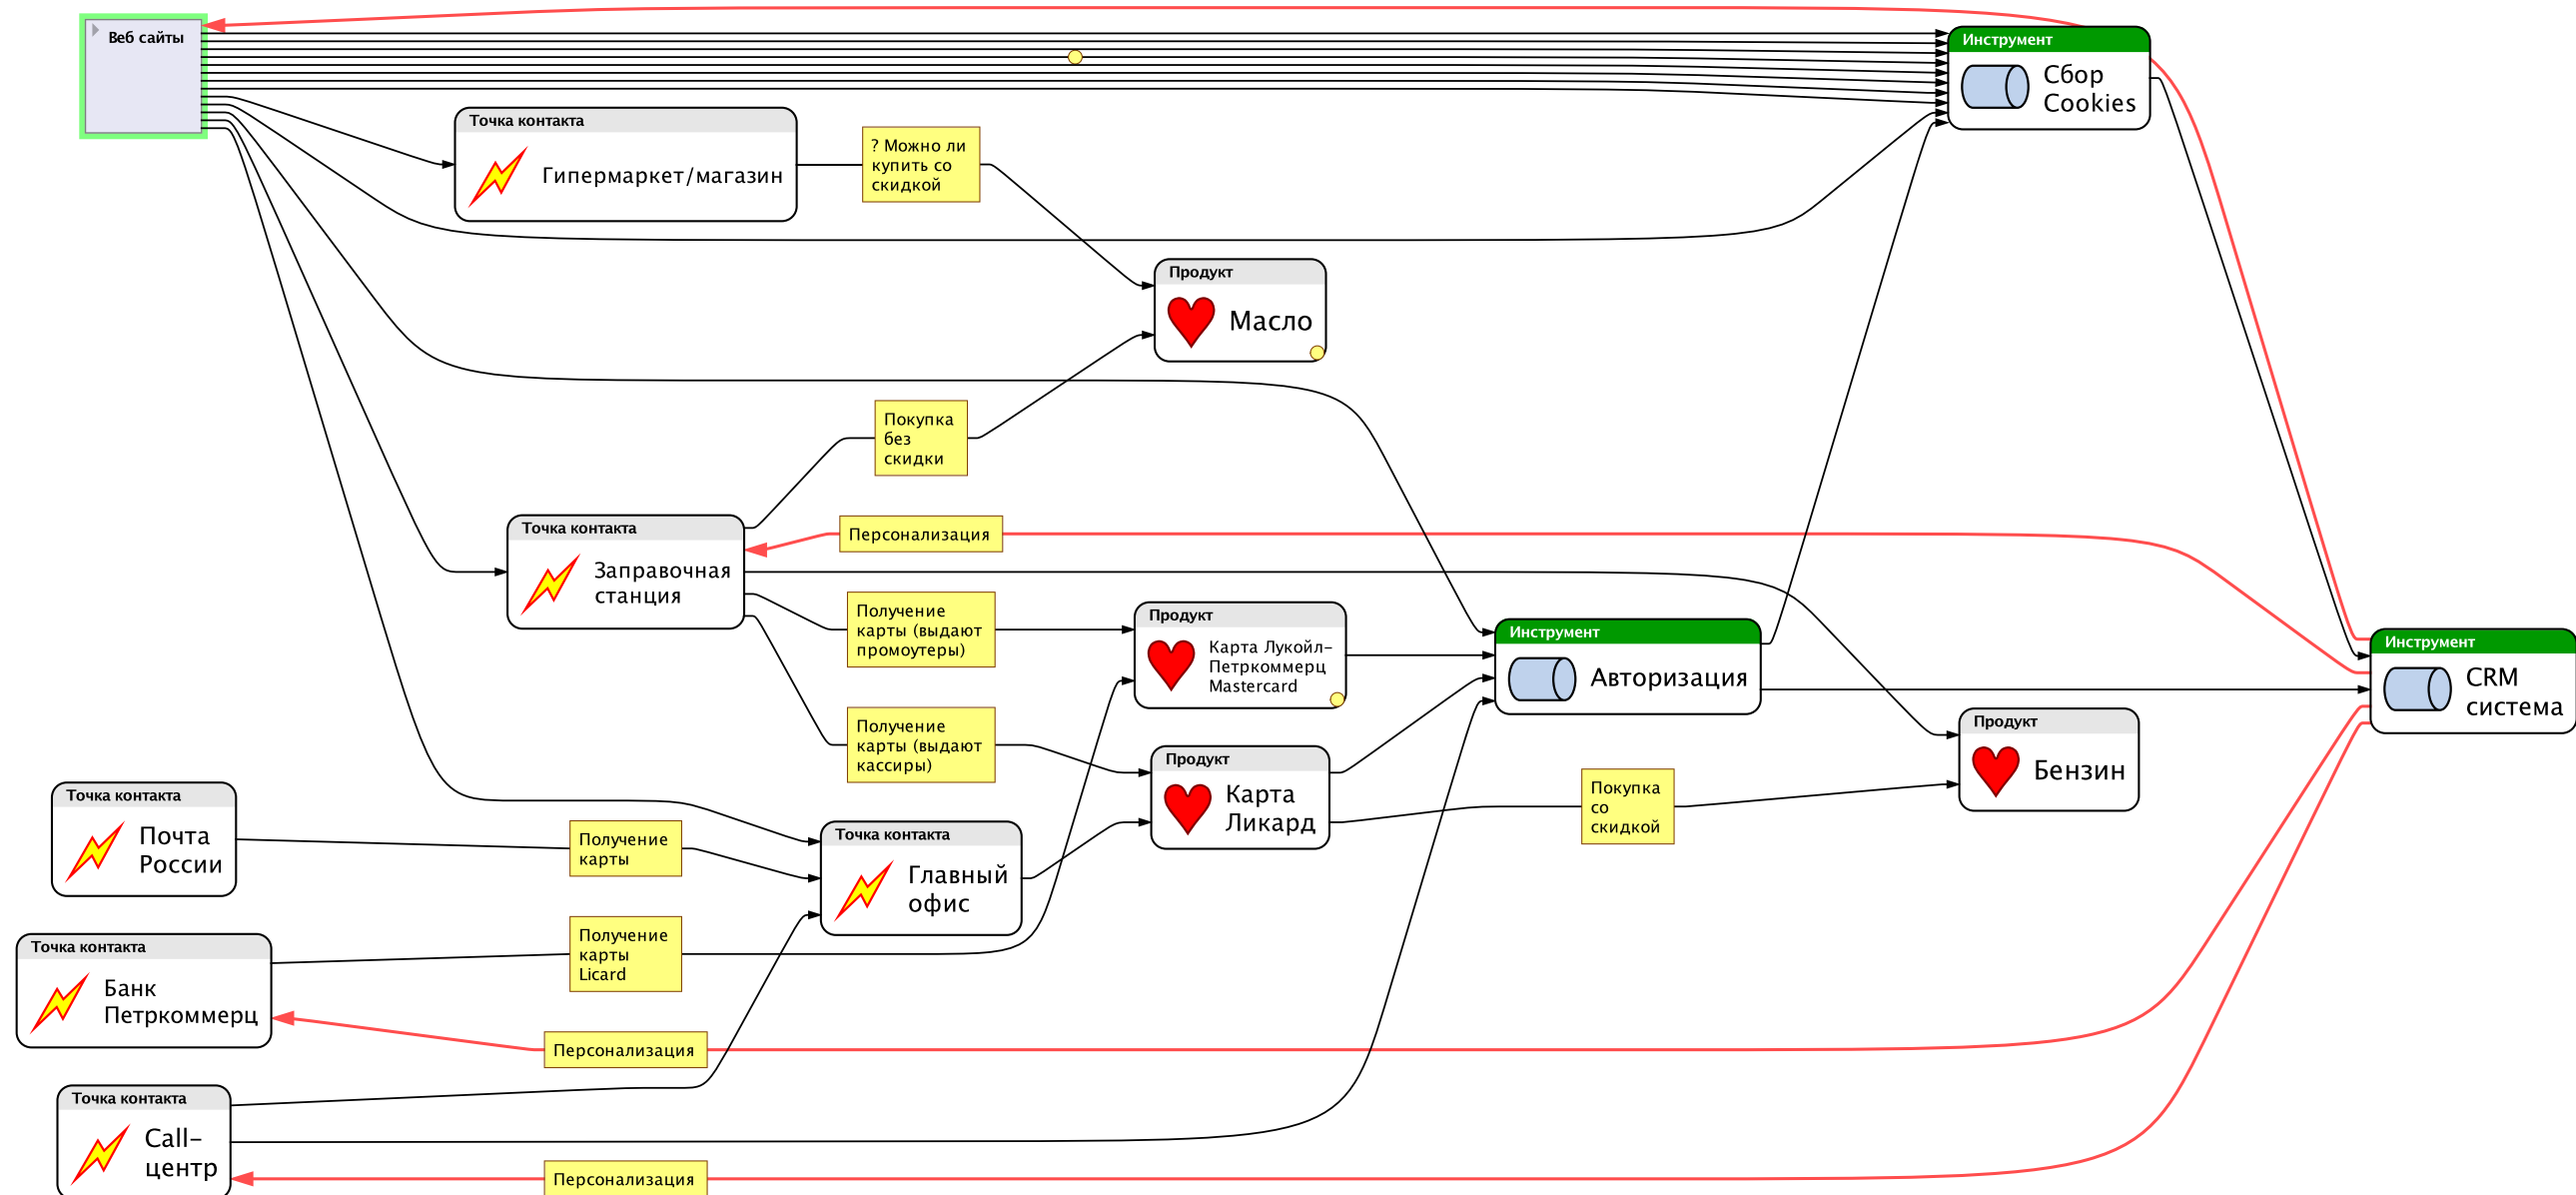 Веб сайты
Инструмент
Сбор
Cookies
Точка контакта
Гипермаркет/магазин
? Можно ли
купить со
скидкой
Продукт
Масло
Покупка
без
скидки
Точка контакта
Заправочная
станция
Персонализация
Получение
карты (выдают
промоутеры)
Продукт
Карта Лукойл-
Петркоммерц
Mastercard
Инструмент
Авторизация
Инструмент
CRM
система
Получение
карты (выдают
кассиры)
Продукт
Карта
Ликард
Покупка
со
скидкой
Продукт
Бензин
Точка контакта
Почта
России
Получение
карты
Точка контакта
Главный
офис
Точка контакта
Банк
Петркоммерц
Получение
карты
Licard
Персонализация
Точка контакта
Call-
центр
Персонализация